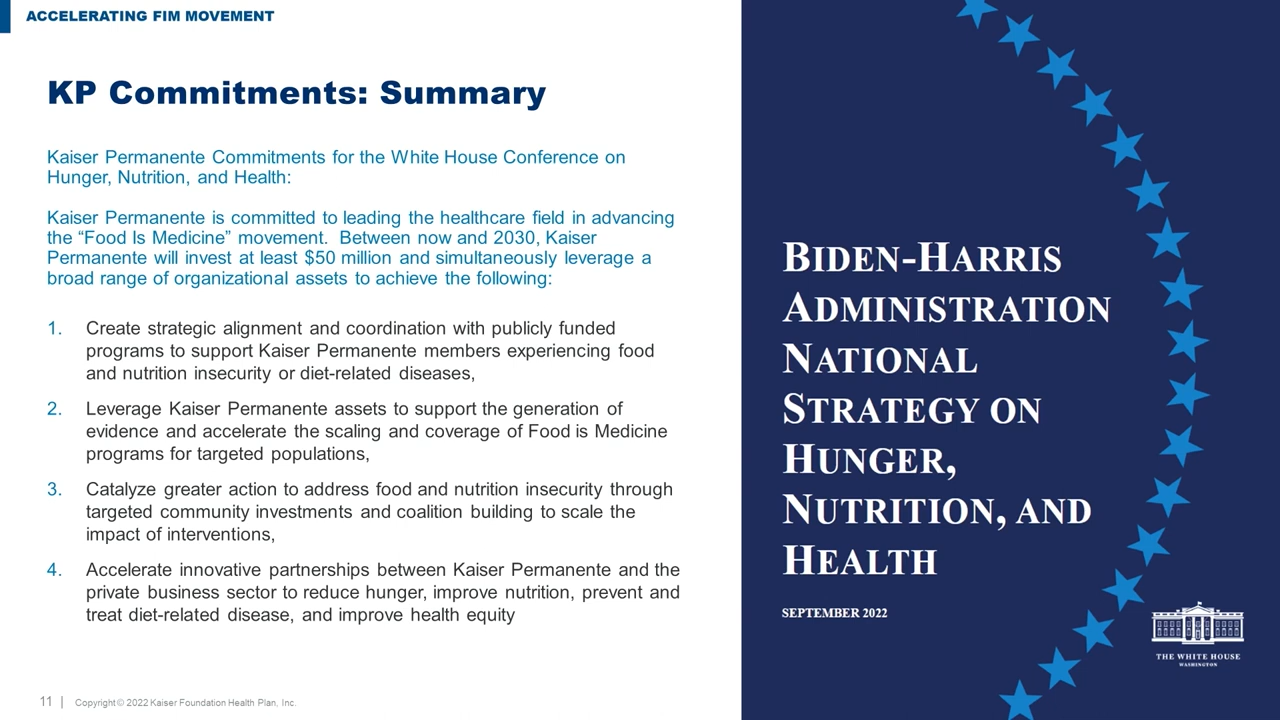 ACCELERATING FIM MOVEMENT
KP Commitments: Summary
Kaiser Permanente Commitments for the White House Conference on
Hunger, Nutrition, and Health:
Kaiser Permanente is committed to leading the healthcare field in advancing
the “Food Is Medicine” movement.  Between now and 2030, Kaiser
Permanente will invest at least $50 million and simultaneously leverage a
broad range of organizational assets to achieve the following:
1. Create strategic alignment and coordination with publicly funded
programs to support Kaiser Permanente members experiencing food
and nutrition insecurity or diet-related diseases,
2. Leverage Kaiser Permanente assets to support the generation of
evidence and accelerate the scaling and coverage of Food is Medicine
programs for targeted populations,
3. Catalyze greater action to address food and nutrition insecurity through
targeted community investments and coalition building to scale the
impact of interventions,
4. Accelerate innovative partnerships between Kaiser Permanente and the
private business sector to reduce hunger, improve nutrition, prevent and
treat diet-related disease, and improve health equity
11 | Copyright © 2022 Kaiser Foundation Health Plan, Inc.
BIDEN-HARRIS
ADMINISTRATION
NATIONAL
STRATEGY ON
HUNGER,
NUTRITION, AND
HEALTH
SEPTEMBER 2022
THE WHITE HOUSE
WASHINGTON